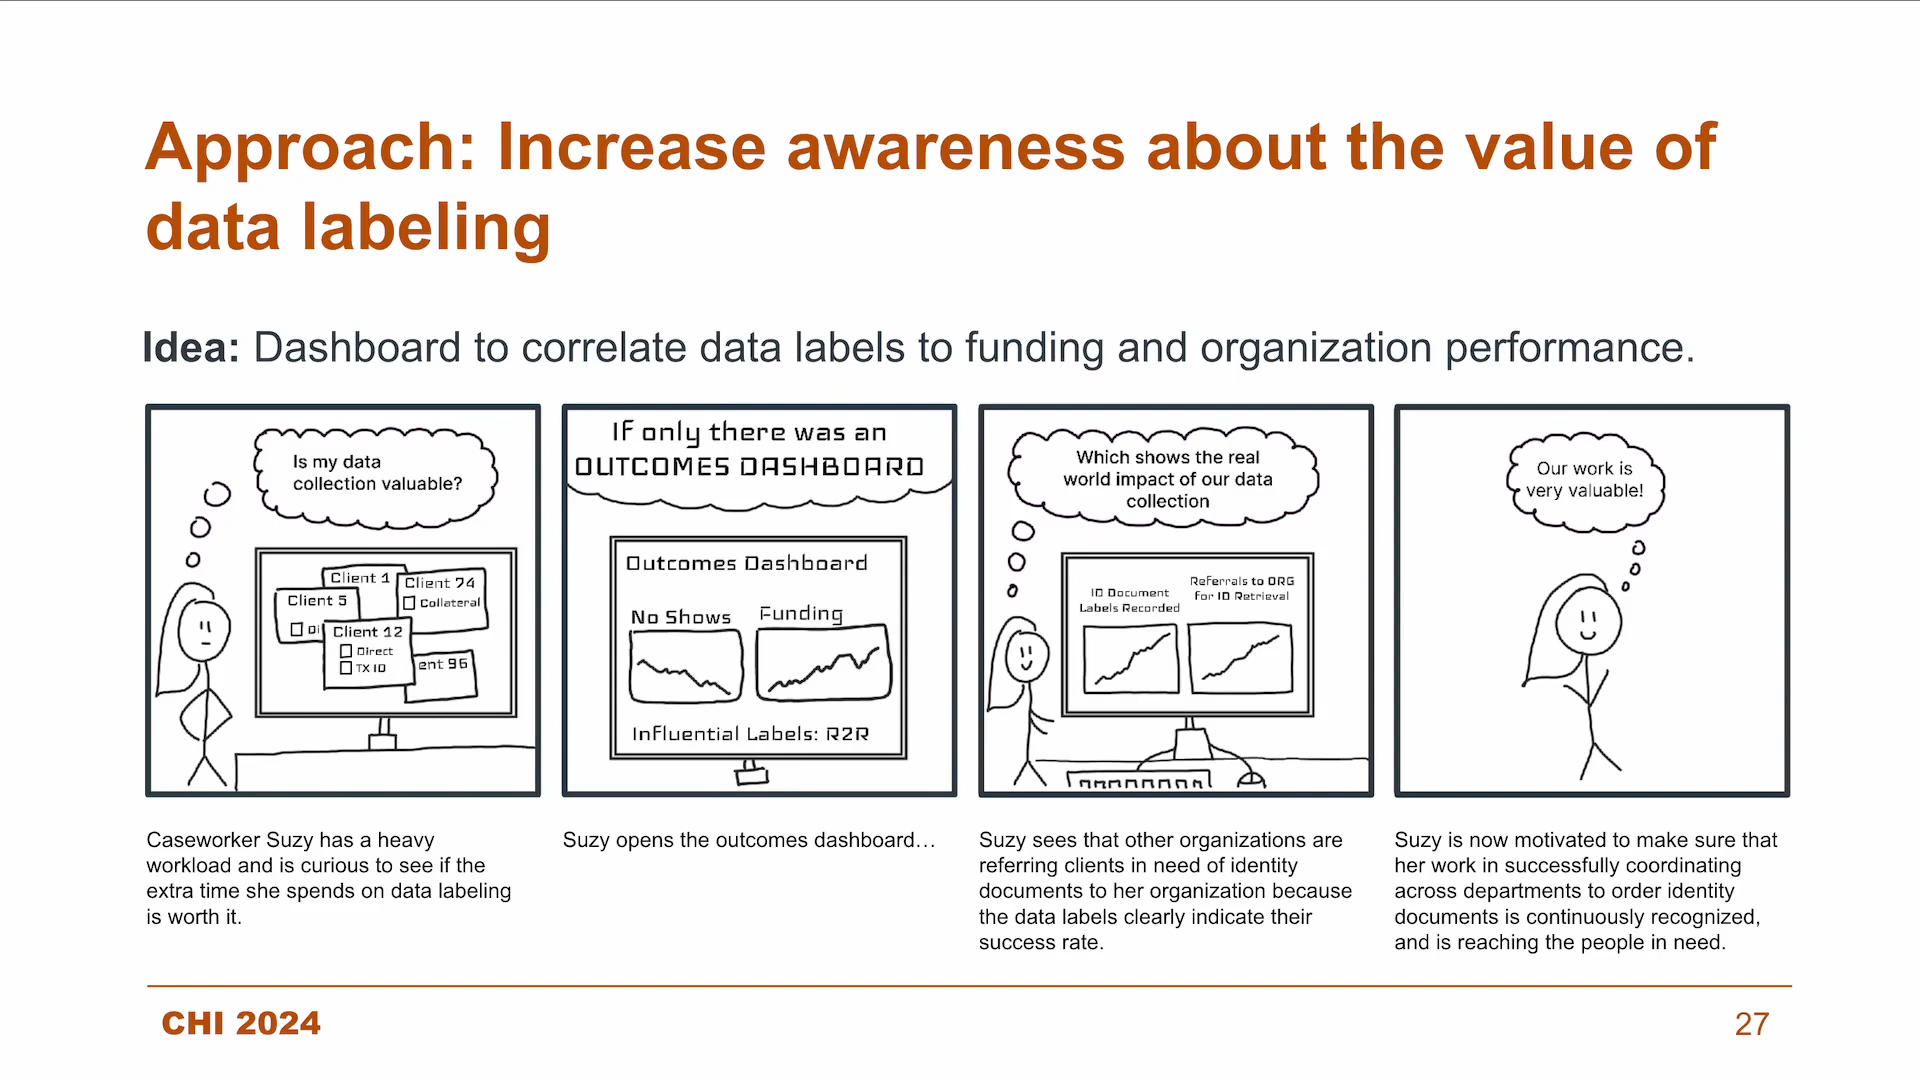 Approach: Increase awareness about the value of
data labeling
Idea: Dashboard to correlate data labels to funding and organization performance.
Is my data
collection valuable?
Client 1
Client 74
Collateral
Client 5
Di
Client 12
Direct
TX ID
ent 96
If only there was an
OUTCOMES DASHBOARD
Outcomes Dashboard
No Shows
Funding
Influential Labels: R2R
Which shows the real
world impact of our data
collection
ID Document
Labels Recorded
Referrals to ORG
for ID Retrieval
Our work is
very valuable!
Caseworker Suzy has a heavy
workload and is curious to see if the
extra time she spends on data labeling
is worth it.
Suzy opens the outcomes dashboard…
Suzy sees that other organizations are
referring clients in need of identity
documents to her organization because
the data labels clearly indicate their
success rate.
Suzy is now motivated to make sure that
her work in successfully coordinating
across departments to order identity
documents is continuously recognized,
and is reaching the people in need.
CHI 2024
27